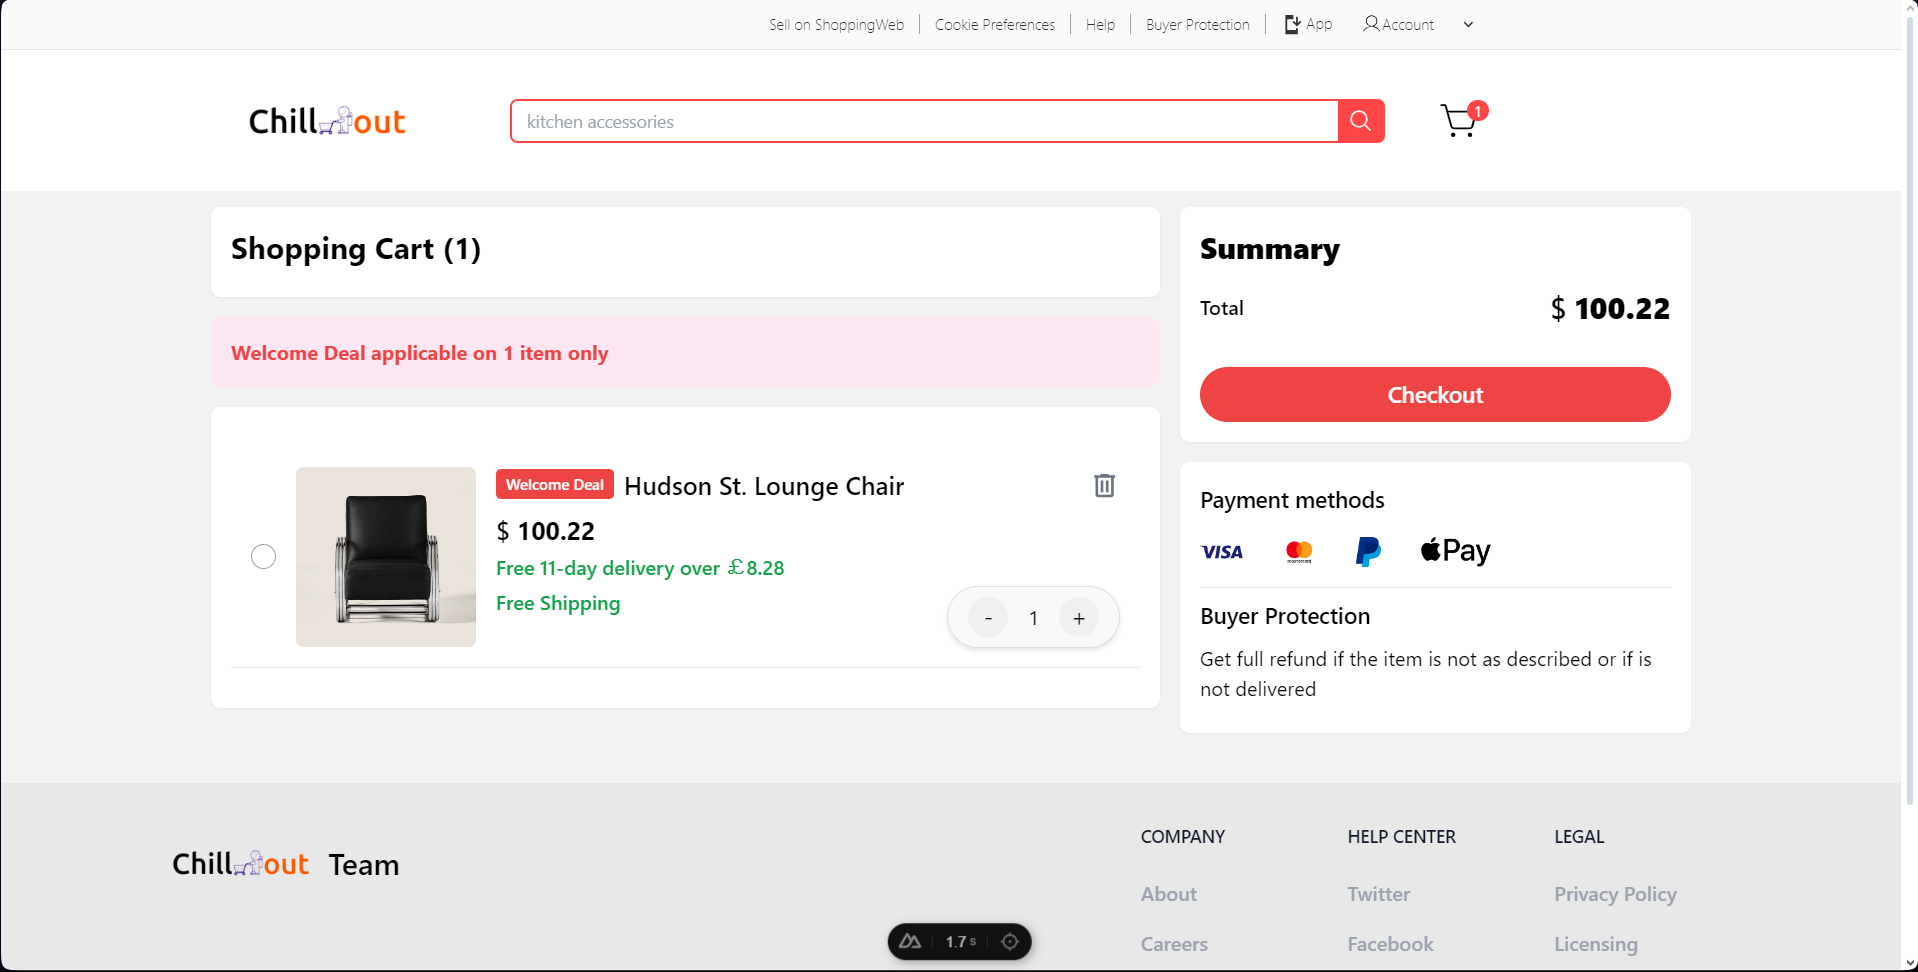 Sell on ShoppingWeb
Cookie Preferences
Help
Buyer Protection
App
Account
Chillout
kitchen accessories
1
Shopping Cart (1)
Welcome Deal applicable on 1 item only
Welcome Deal
Hudson St. Lounge Chair
$ 100.22
Free 11-day delivery over £8.28
Free Shipping
- 1 +
Summary
Total $ 100.22
Checkout
Payment methods
VISA
mastercard
Pay
Buyer Protection
Get full refund if the item is not as described or if is
not delivered
Chillout Team
COMPANY
About
Careers
HELP CENTER
Twitter
Facebook
LEGAL
Privacy Policy
Licensing
1.7 s